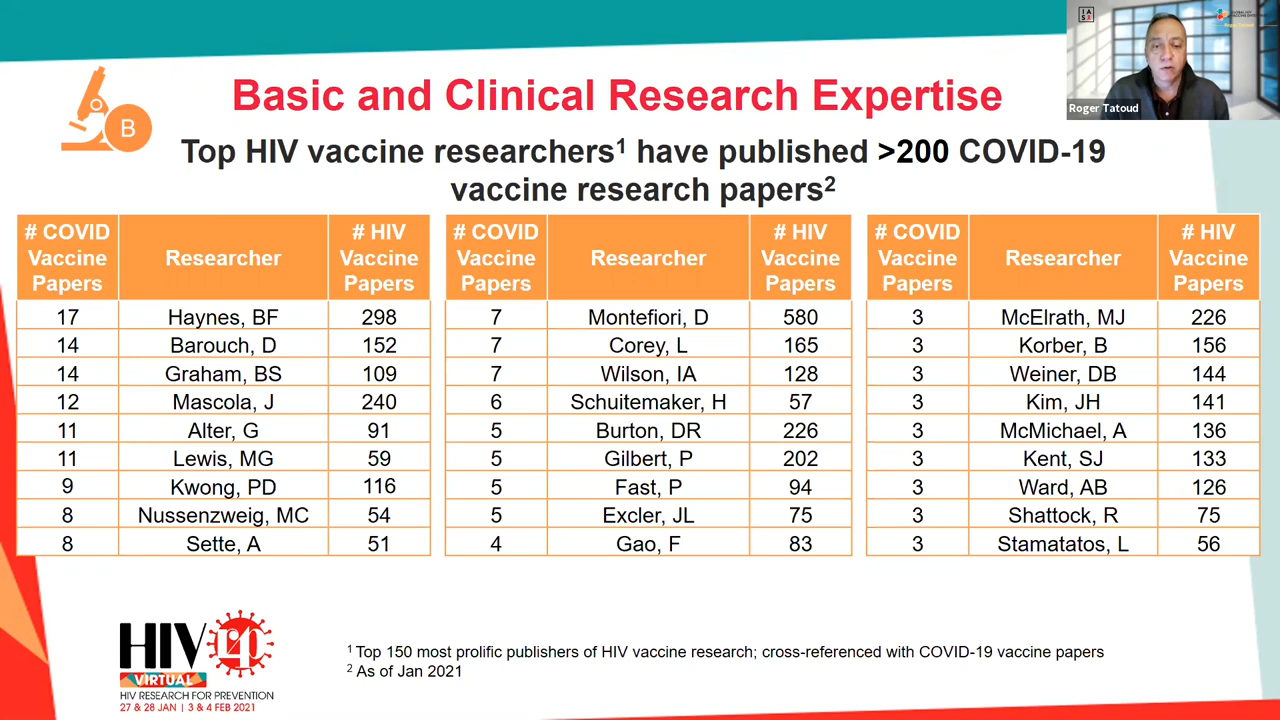 IAS
GLOBAL HIV
Roger Tatoud
Roger Tatoud
B
Basic and Clinical Research Expertise
Top HIV vaccine researchers¹ have published >200 COVID-19
vaccine research papers²
# COVID Vaccine Papers | Researcher | # HIV Vaccine Papers
17 | Haynes, BF | 298
14 | Barouch, D | 152
14 | Graham, BS | 109
12 | Mascola, J | 240
11 | Alter, G | 91
11 | Lewis, MG | 59
9 | Kwong, PD | 116
8 | Nussenzweig, MC | 54
8 | Sette, A | 51
# COVID Vaccine Papers | Researcher | # HIV Vaccine Papers
7 | Montefiori, D | 580
7 | Corey, L | 165
7 | Wilson, IA | 128
6 | Schuitemaker, H | 57
5 | Burton, DR | 226
5 | Gilbert, P | 202
5 | Fast, P | 94
5 | Excler, JL | 75
4 | Gao, F | 83
# COVID Vaccine Papers | Researcher | # HIV Vaccine Papers
3 | McElrath, MJ | 226
3 | Korber, B | 156
3 | Weiner, DB | 144
3 | Kim, JH | 141
3 | McMichael, A | 136
3 | Kent, SJ | 133
3 | Ward, AB | 126
3 | Shattock, R | 75
3 | Stamatatos, L | 56
HIVR4P
VIRTUAL
HIV RESEARCH FOR PREVENTION
27 & 28 JAN | 3 & 4 FEB 2021
¹ Top 150 most prolific publishers of HIV vaccine research; cross-referenced with COVID-19 vaccine papers
² As of Jan 2021